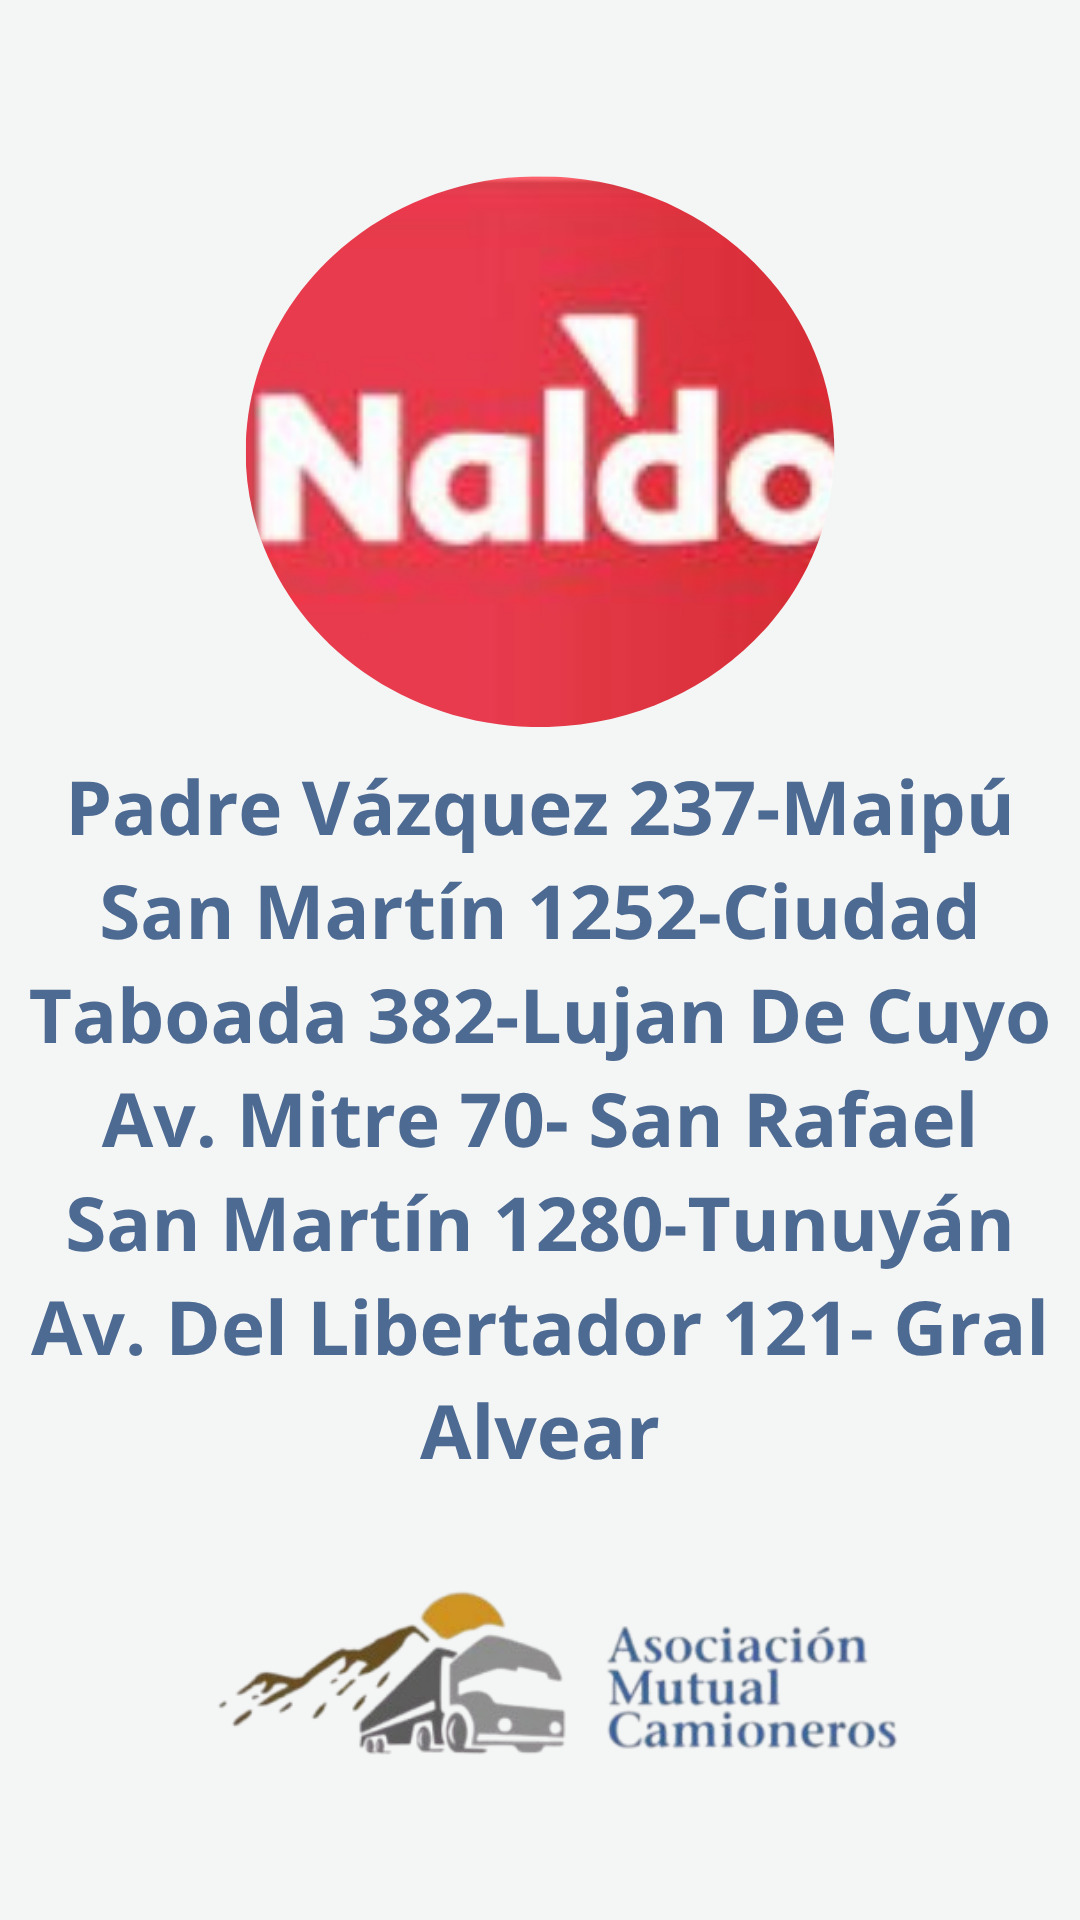 Naldo
Padre Vázquez 237-Maipú
San Martín 1252-Ciudad
Taboada 382-Lujan De Cuyo
Av. Mitre 70- San Rafael
San Martín 1280-Tunuyán
Av. Del Libertador 121- Gral
Alvear
Asociación
Mutual
Camioneros